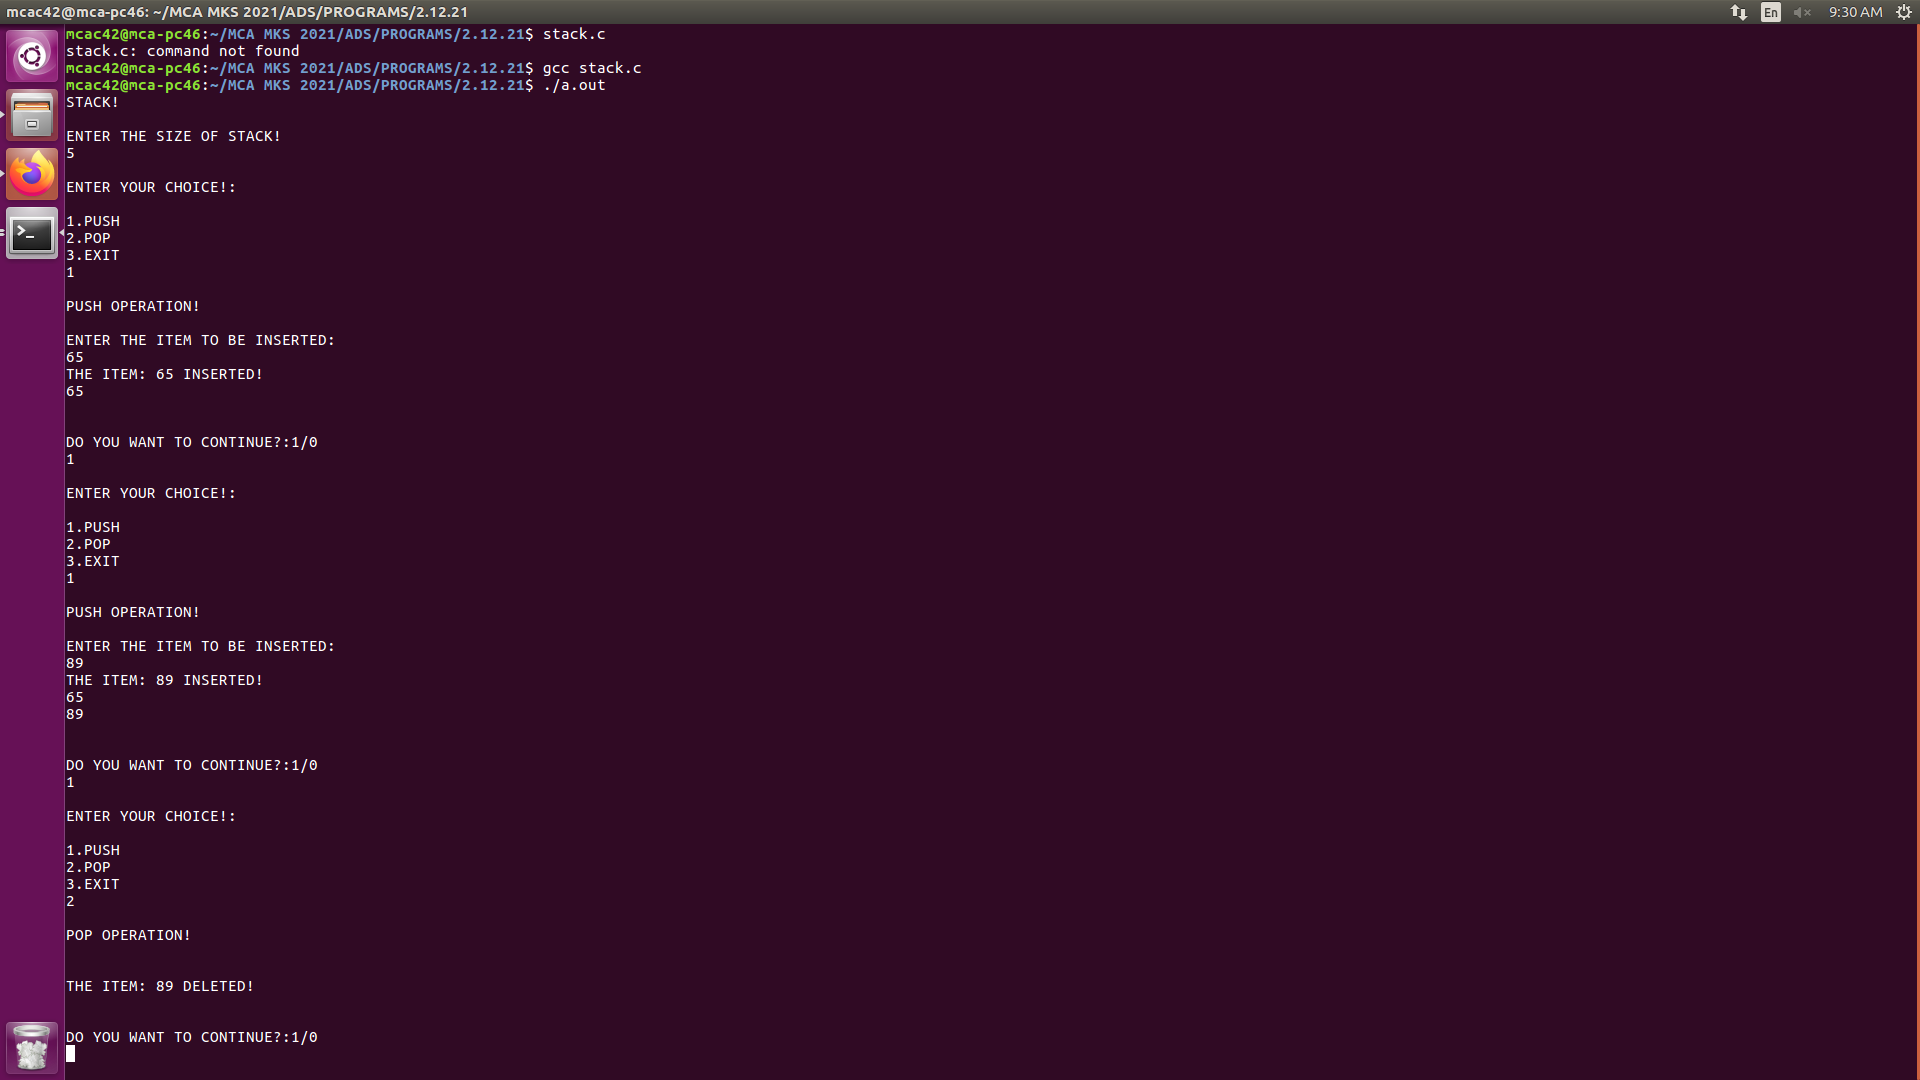 mcac42@mca-pc46: ~/MCA MKS 2021/ADS/PROGRAMS/2.12.21
En
9:30 AM
mcac42@mca-pc46:~/MCA MKS 2021/ADS/PROGRAMS/2.12.21$ stack.c
stack.c: command not found
mcac42@mca-pc46:~/MCA MKS 2021/ADS/PROGRAMS/2.12.21$ gcc stack.c
mcac42@mca-pc46:~/MCA MKS 2021/ADS/PROGRAMS/2.12.21$ ./a.out
STACK!
ENTER THE SIZE OF STACK!
5
ENTER YOUR CHOICE!:
1.PUSH
2.POP
3.EXIT
1
PUSH OPERATION!
ENTER THE ITEM TO BE INSERTED:
65
THE ITEM: 65 INSERTED!
65
DO YOU WANT TO CONTINUE?:1/0
1
ENTER YOUR CHOICE!:
1.PUSH
2.POP
3.EXIT
1
PUSH OPERATION!
ENTER THE ITEM TO BE INSERTED:
89
THE ITEM: 89 INSERTED!
65
89
DO YOU WANT TO CONTINUE?:1/0
1
ENTER YOUR CHOICE!:
1.PUSH
2.POP
3.EXIT
2
POP OPERATION!
THE ITEM: 89 DELETED!
DO YOU WANT TO CONTINUE?:1/0